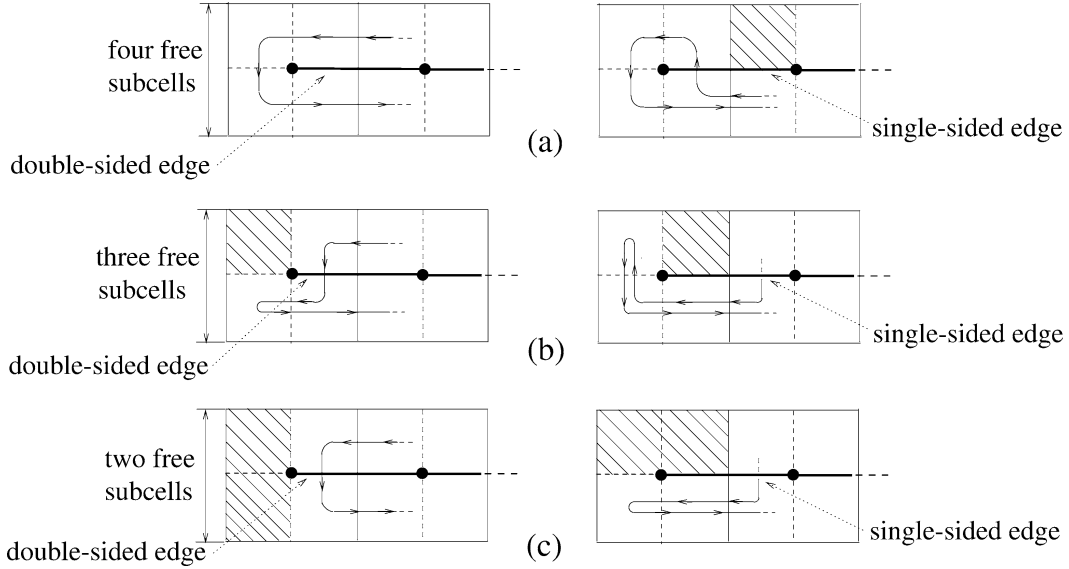 four free
subcells
double-sided edge
(a)
single-sided edge
three free
subcells
double-sided edge
(b)
single-sided edge
two free
subcells
double-sided edge
(c)
single-sided edge